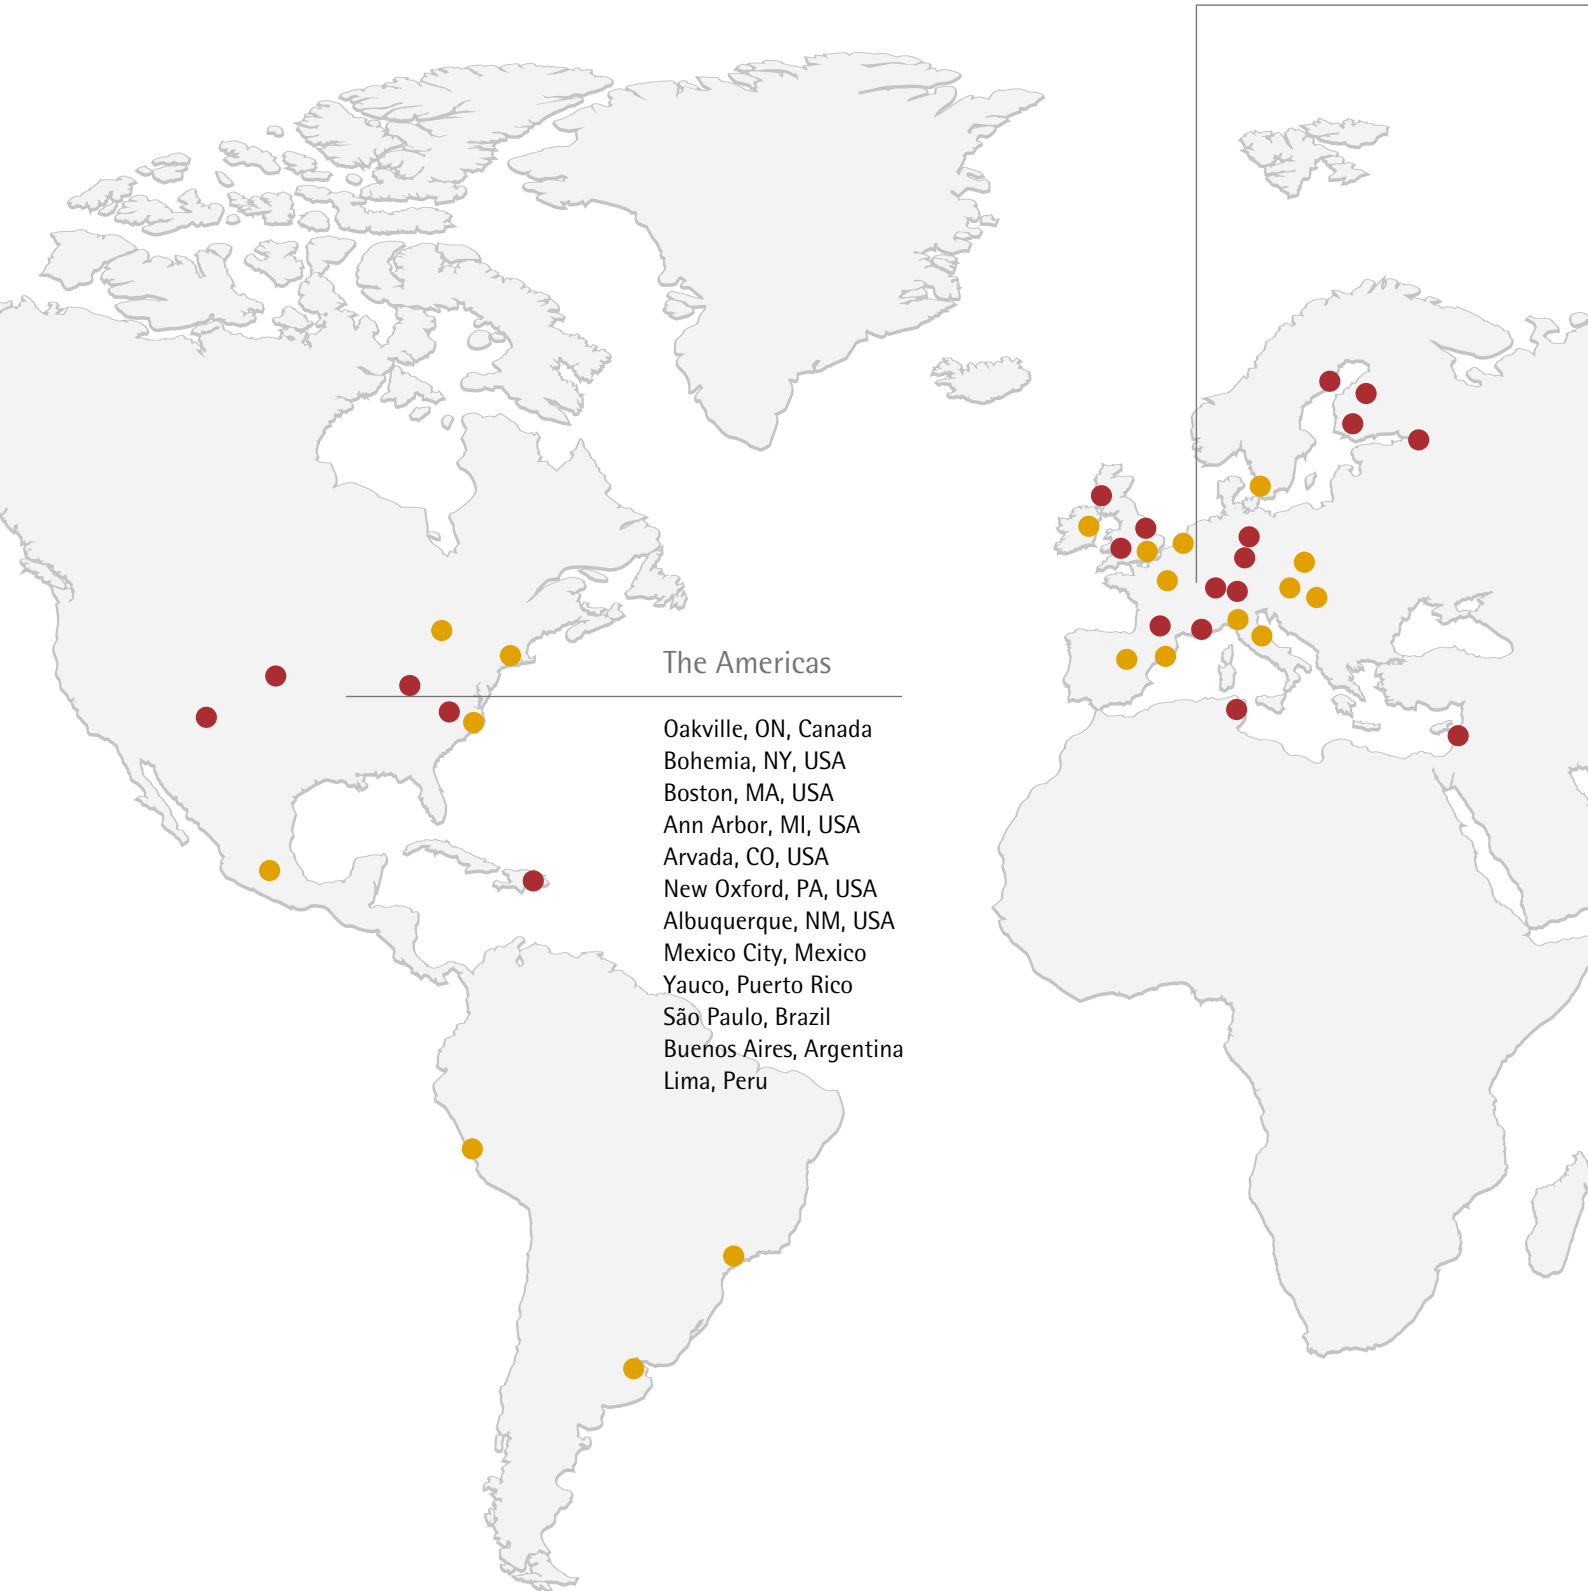 The Americas
Oakville, ON, Canada
Bohemia, NY, USA
Boston, MA, USA
Ann Arbor, MI, USA
Arvada, CO, USA
New Oxford, PA, USA
Albuquerque, NM, USA
Mexico City, Mexico
Yauco, Puerto Rico
São Paulo, Brazil
Buenos Aires, Argentina
Lima, Peru